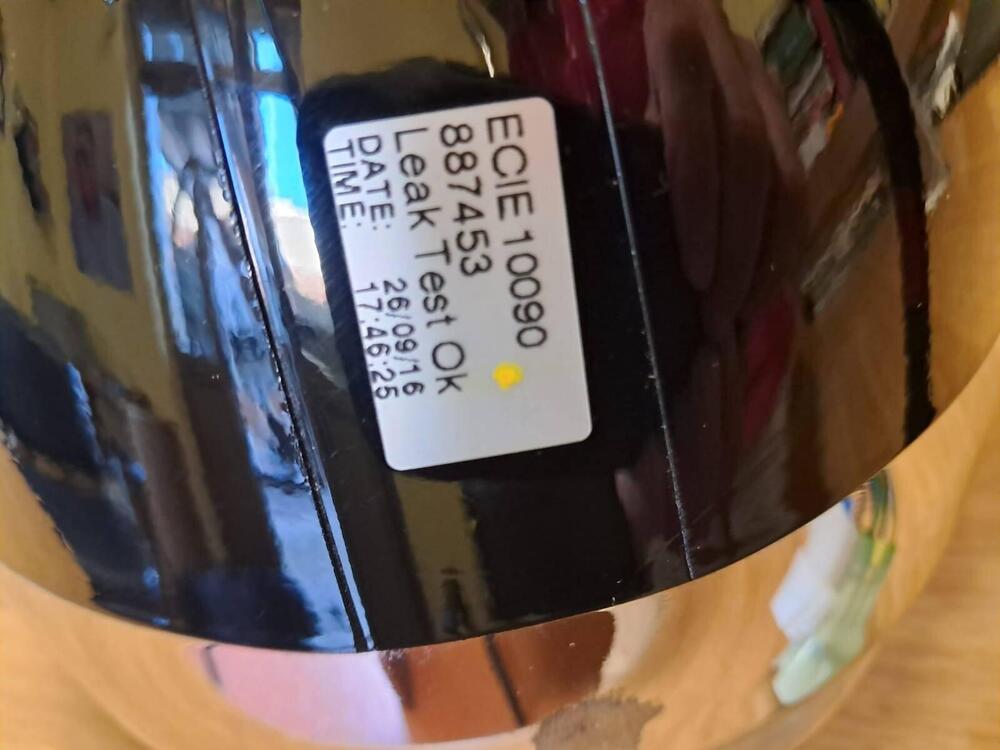 ECIE 10090
887453
Leak Test Ok
DATE: 26/09/16
TIME: 17:46:25